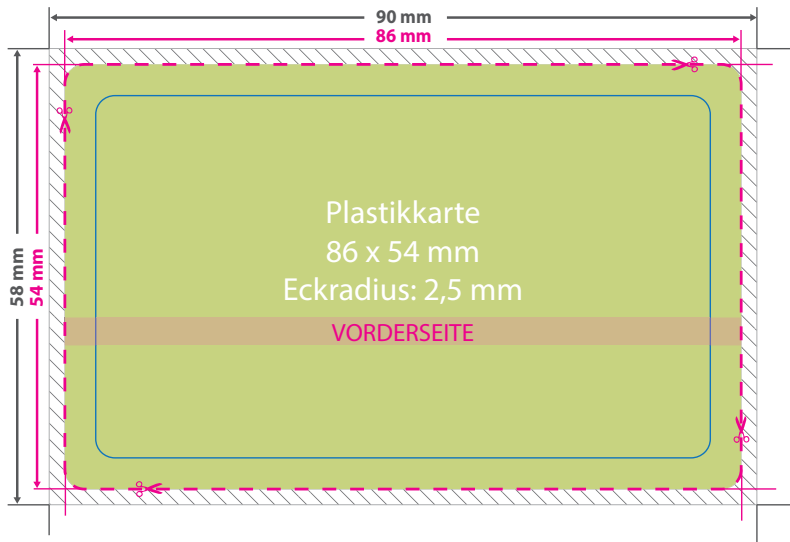 90 mm
86 mm
58 mm
54 mm
Plastikkarte
86 x 54 mm
Eckradius: 2,5 mm
VORDERSEITE